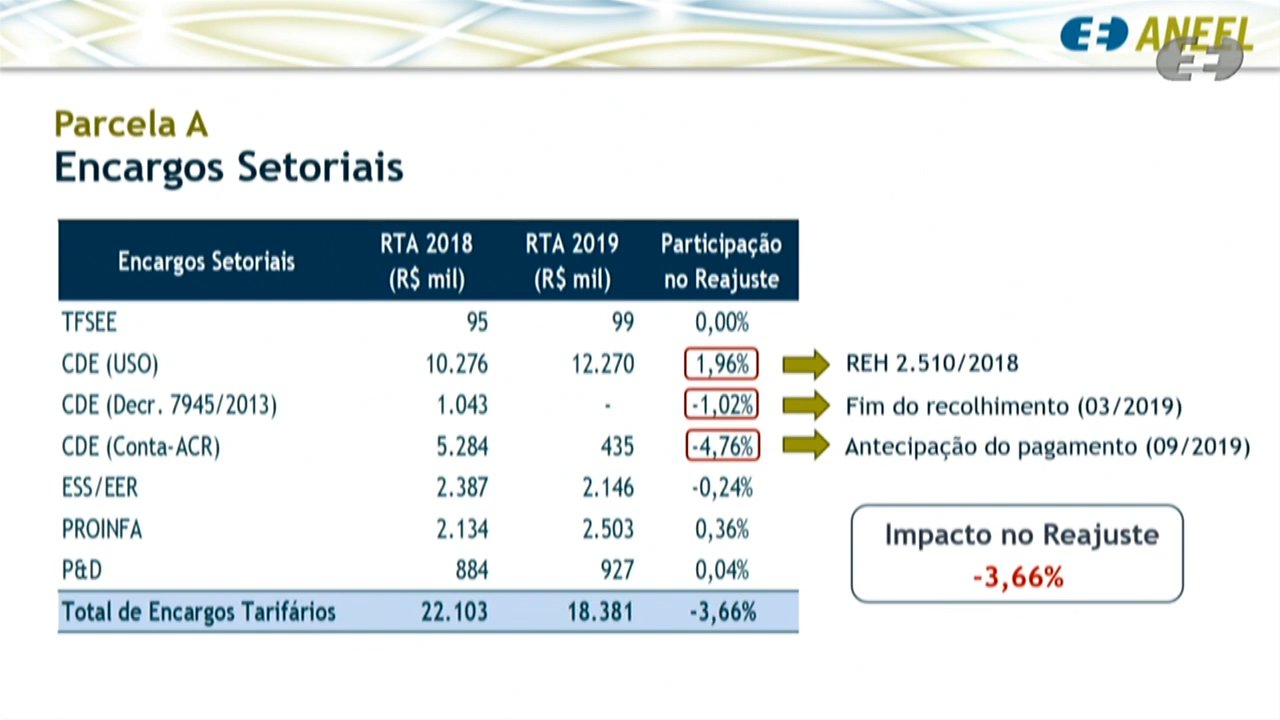 ANEEL
Parcela A
Encargos Setoriais
Encargos Setoriais RTA 2018 (R$ mil) RTA 2019 (R$ mil) Participação no Reajuste
TFSEE 95 99 0,00%
CDE (USO) 10.276 12.270 1,96% REH 2.510/2018
CDE (Decr. 7945/2013) 1.043 - -1,02% Fim do recolhimento (03/2019)
CDE (Conta-ACR) 5.284 435 -4,76% Antecipação do pagamento (09/2019)
ESS/EER 2.387 2.146 -0,24%
PROINFA 2.134 2.503 0,36%
P&D 884 927 0,04%
Total de Encargos Tarifários 22.103 18.381 -3,66%
Impacto no Reajuste
-3,66%